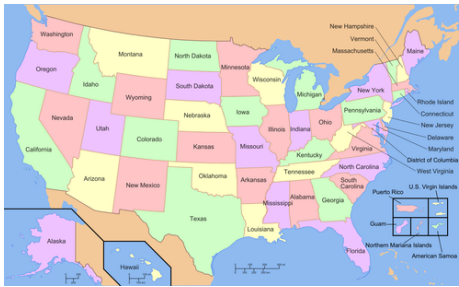 New Hampshire
Vermont
Massachusetts
Washington
Montana
North Dakota
Minnesota
Maine
Oregon
Idaho
Wyoming
South Dakota
Wisconsin
Michigan
New York
Nevada
Utah
Colorado
Nebraska
Iowa
Illinois
Indiana
Ohio
Pennsylvania
Rhode Island
Connecticut
New Jersey
Delaware
Maryland
District of Columbia
West Virginia
California
Kansas
Missouri
Kentucky
Virginia
Arizona
New Mexico
Oklahoma
Arkansas
Tennessee
North Carolina
South
Carolina
Texas
Louisiana
Mississippi
Alabama
Georgia
Florida
Alaska
Hawaii
Puerto Rico
U.S. Virgin Islands
Guam
Northern Mariana Islands
American Samoa